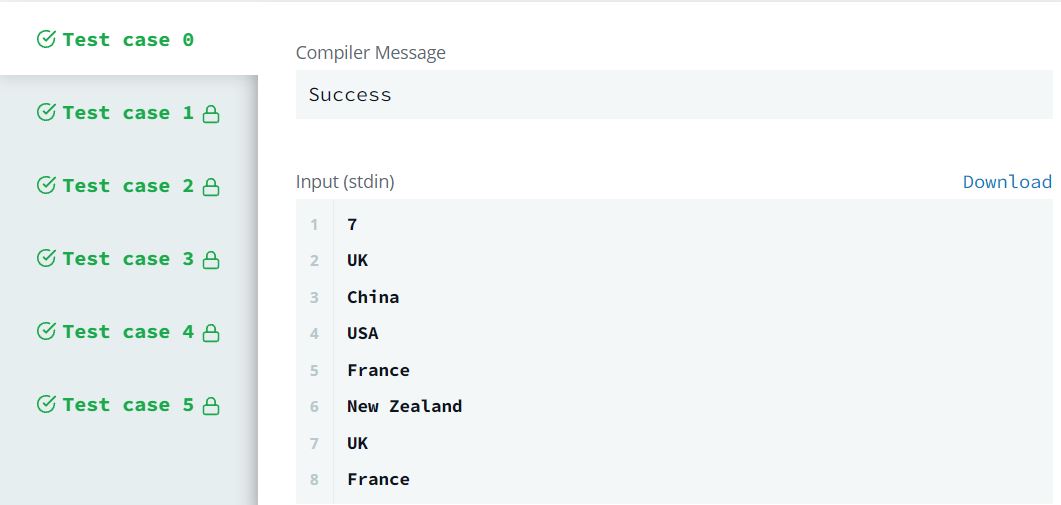 Test case 0
Test case 1
Test case 2
Test case 3
Test case 4
Test case 5
Compiler Message
Success
Input (stdin)
Download
1 7
2 UK
3 China
4 USA
5 France
6 New Zealand
7 UK
8 France